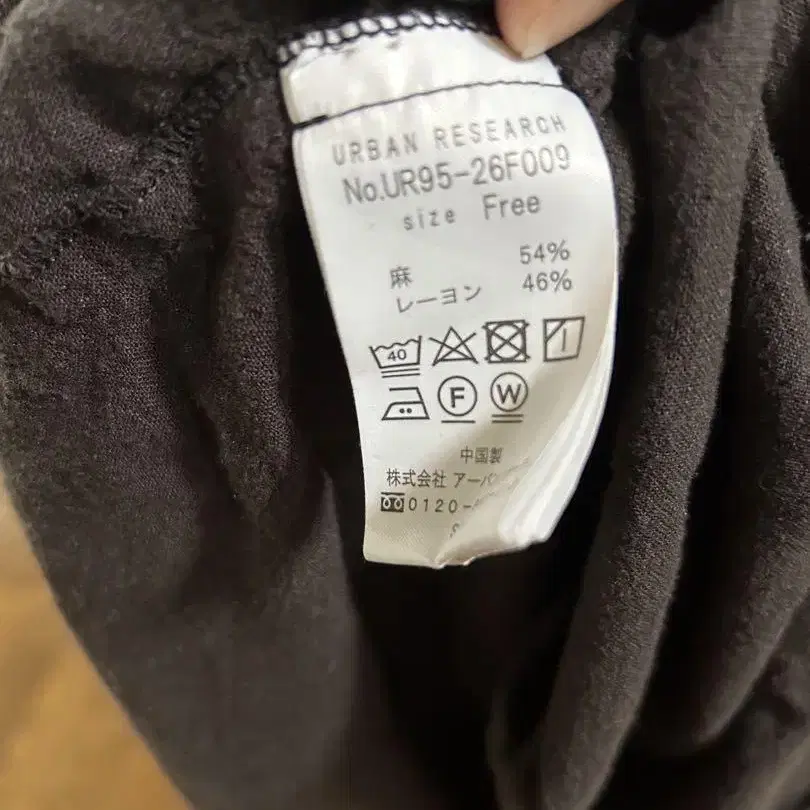 URBAN RESEARCH
No.UR95-26F009
size Free
麻 54%
レーヨン 46%
40
F W
中国製
株式会社 アーバ
0120-